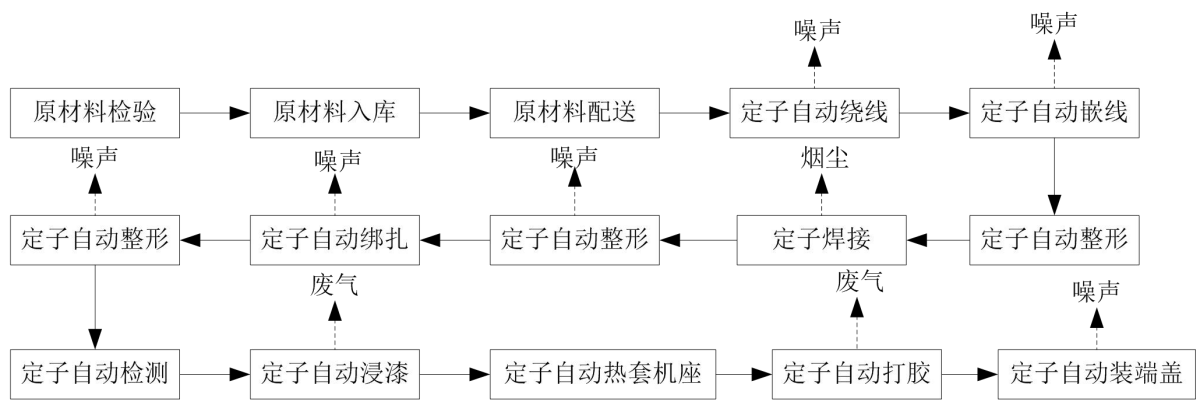 噪声
噪声
原材料检验
原材料入库
原材料配送
定子自动绕线
定子自动嵌线
噪声
噪声
噪声
烟尘
定子自动整形
定子自动绑扎
定子自动整形
定子焊接
定子自动整形
废气
废气
噪声
定子自动检测
定子自动浸漆
定子自动热套机座
定子自动打胶
定子自动装端盖